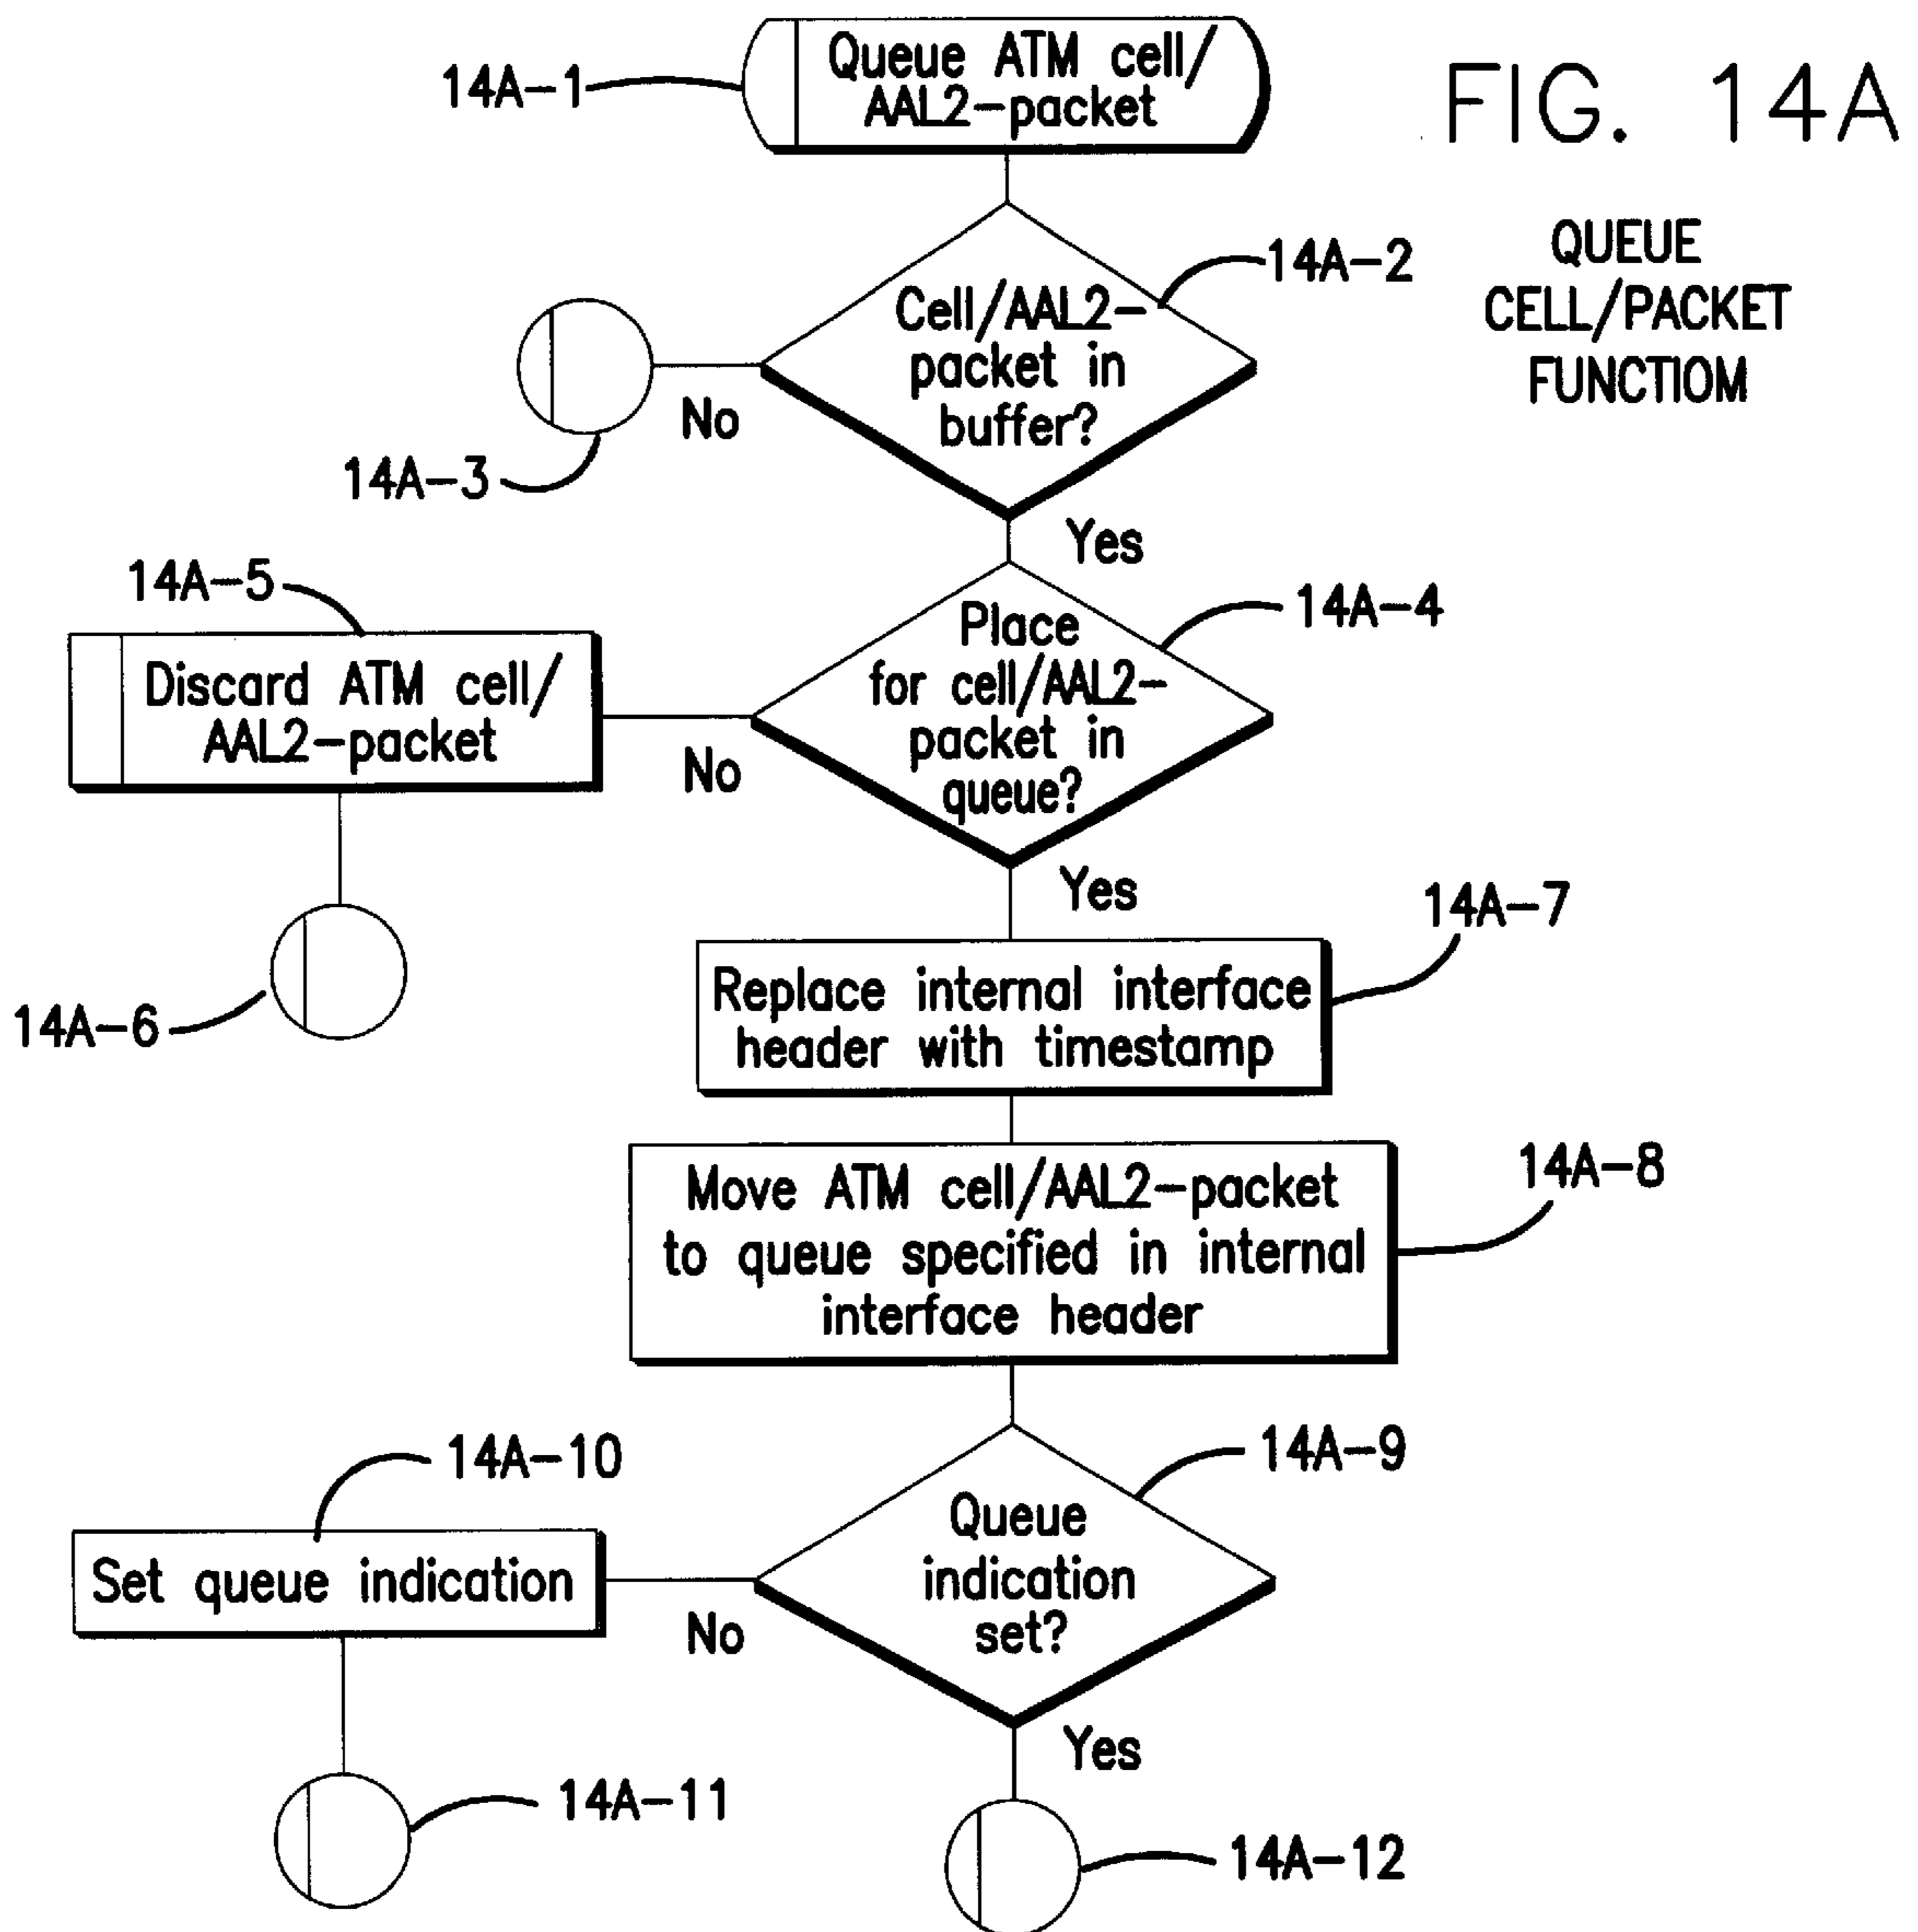 FIG. 14A
QUEUE
CELL/PACKET
FUNCTIOM
14A-1
Queue ATM cell/
AAL2-packet
14A-2
Cell/AAL2-
packet in
buffer?
No
14A-3
Yes
14A-4
Place
for cell/AAL2-
packet in
queue?
14A-5
Discard ATM cell/
AAL2-packet
No
14A-6
Yes
14A-7
Replace internal interface
header with timestamp
14A-8
Move ATM cell/AAL2-packet
to queue specified in internal
interface header
14A-9
Queue
indication
set?
14A-10
Set queue indication
No
14A-11
Yes
14A-12